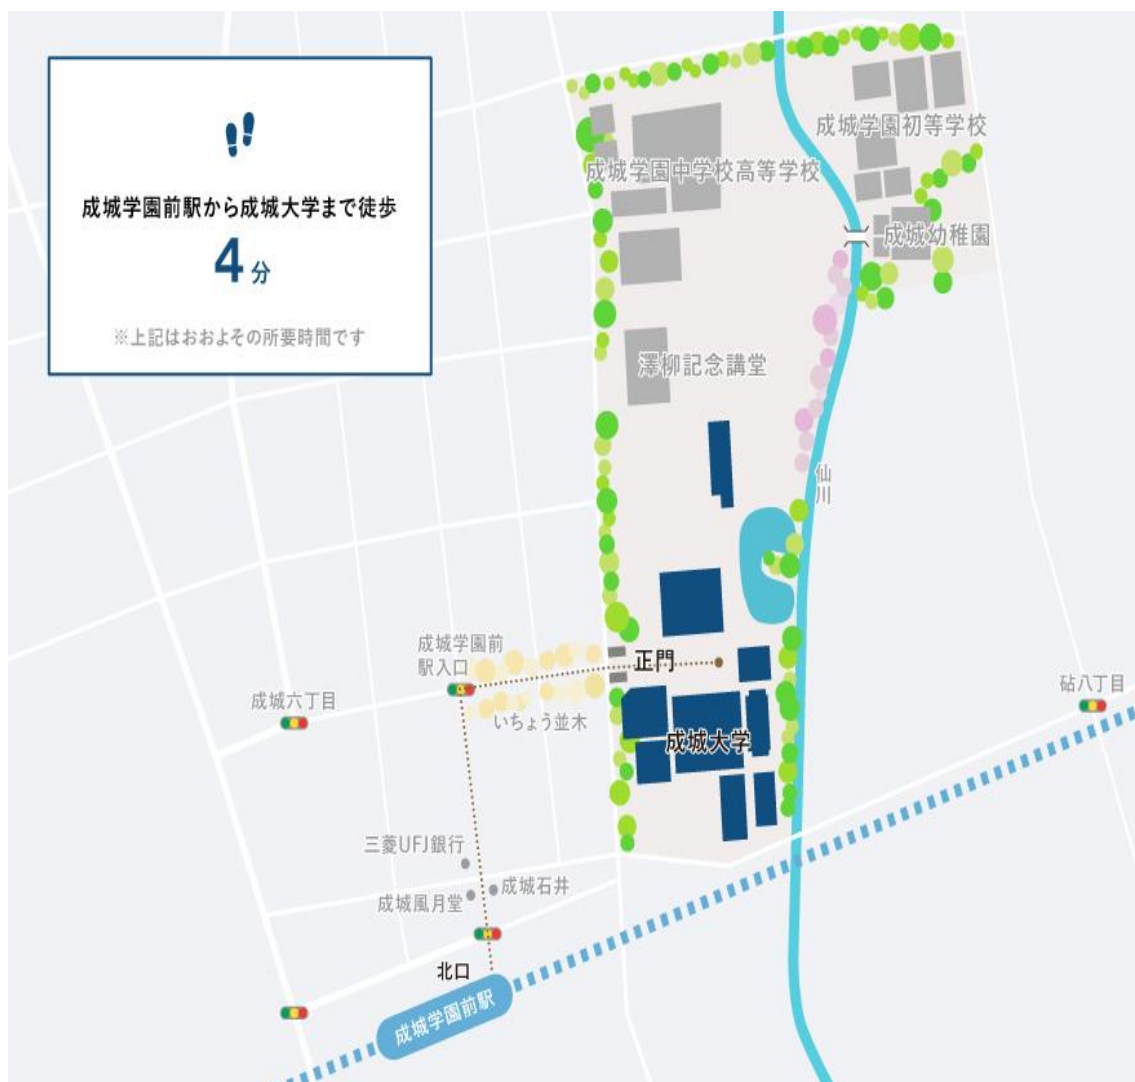 成城学園前駅から成城大学まで徒歩
4分
※上記はおおよその所要時間です
成城学園初等学校
成城学園中学校高等学校
成城幼稚園
澤柳記念講堂
仙川
成城学園前
駅入口
正門
成城六丁目
砧八丁目
いちょう並木
成城大学
三菱UFJ銀行
成城石井
成城風月堂
北口
成城学園前駅